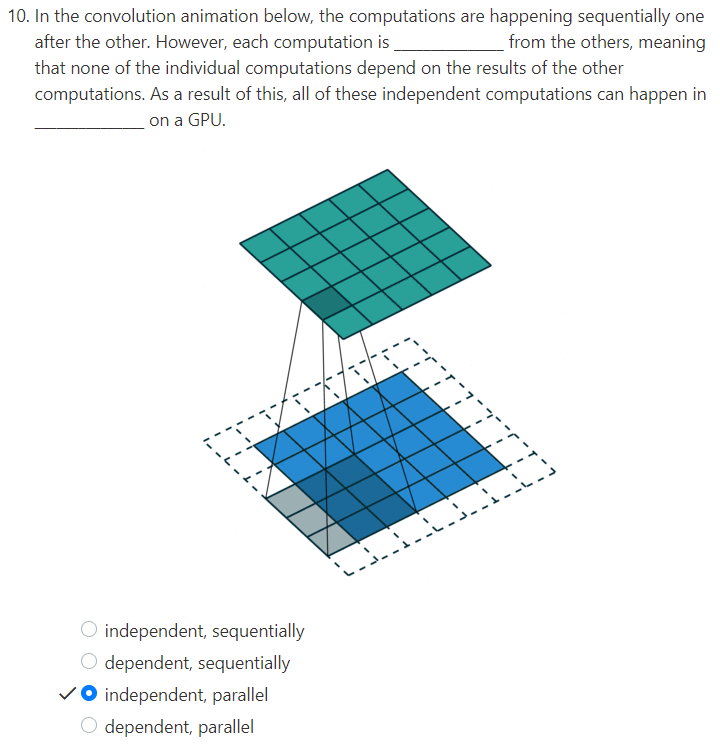 10. In the convolution animation below, the computations are happening sequentially one
after the other. However, each computation is ______________ from the others, meaning
that none of the individual computations depend on the results of the other
computations. As a result of this, all of these independent computations can happen in
______________ on a GPU.
independent, sequentially
dependent, sequentially
independent, parallel
dependent, parallel